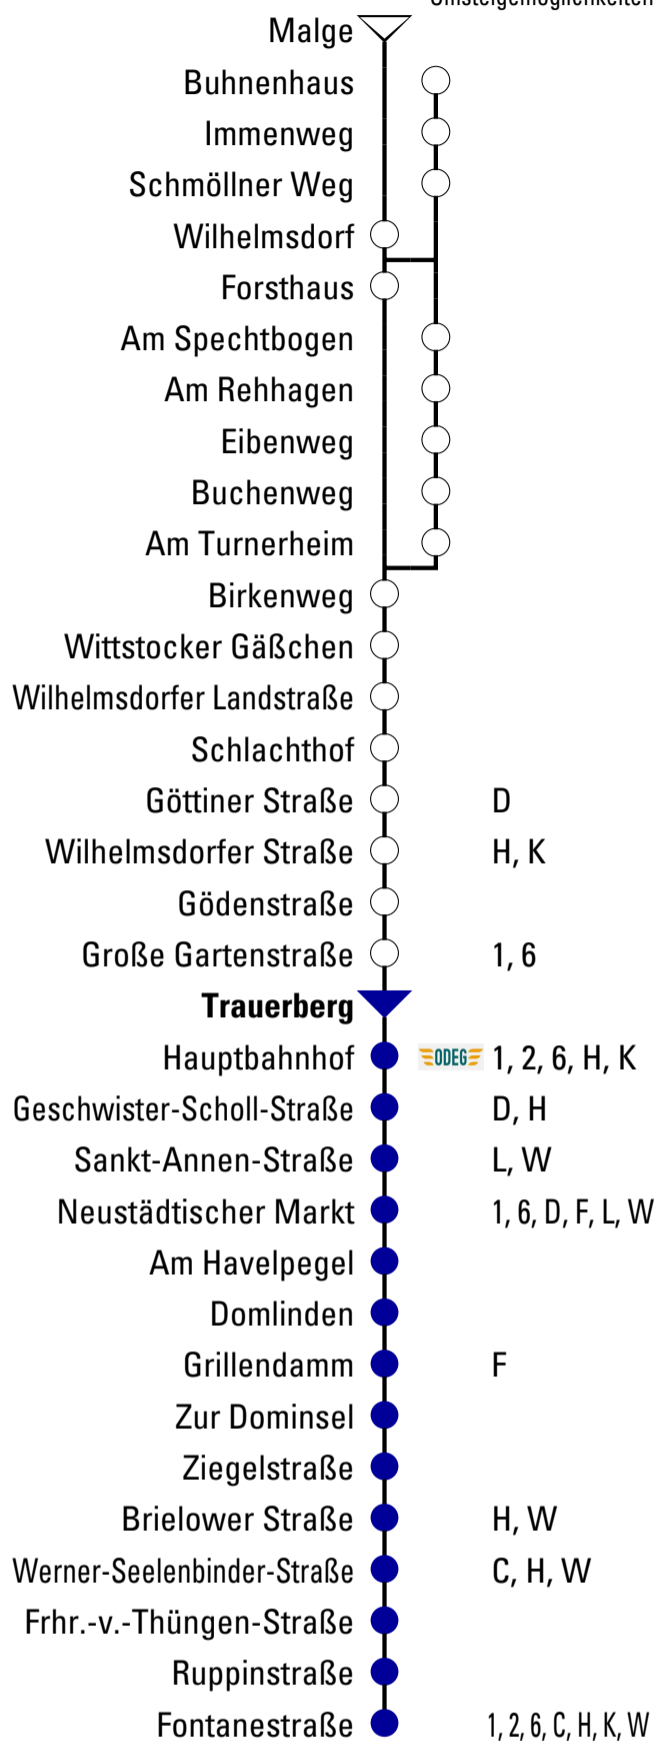 Umsteigemöglichkeiten
Malge
Buhnenhaus
Immenweg
Schmöllner Weg
Wilhelmsdorf
Forsthaus
Am Spechtbogen
Am Rehhagen
Eibenweg
Buchenweg
Am Turnerheim
Birkenweg
Wittstocker Gäßchen
Wilhelmsdorfer Landstraße
Schlachthof
Göttiner Straße D
Wilhelmsdorfer Straße H, K
Gödenstraße
Große Gartenstraße 1, 6
Trauerberg
Hauptbahnhof ODEG 1, 2, 6, H, K
Geschwister-Scholl-Straße D, H
Sankt-Annen-Straße L, W
Neustädtischer Markt 1, 6, D, F, L, W
Am Havelpegel
Domlinden
Grillendamm F
Zur Dominsel
Ziegelstraße
Brielower Straße H, W
Werner-Seelenbinder-Straße C, H, W
Frhr.-v.-Thüngen-Straße
Ruppinstraße
Fontanestraße 1, 2, 6, C, H, K, W